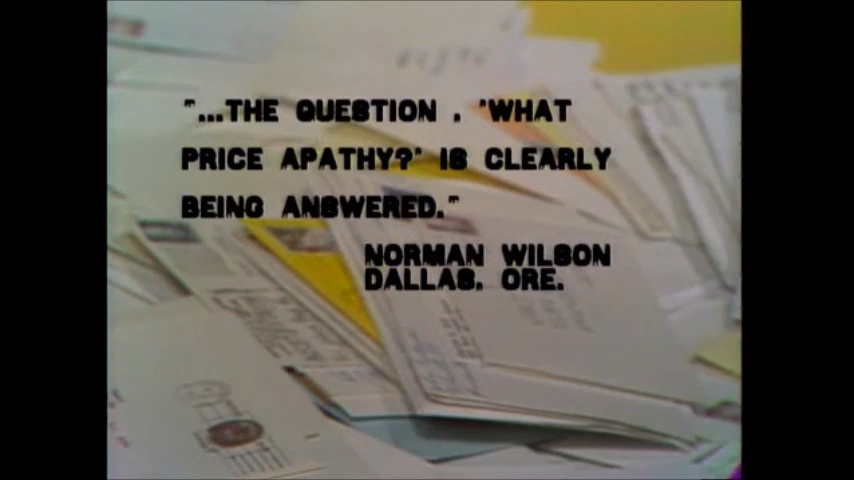 "...THE QUESTION , 'WHAT
PRICE APATHY?' IS CLEARLY
BEING ANSWERED."
NORMAN WILSON
DALLAS, ORE.